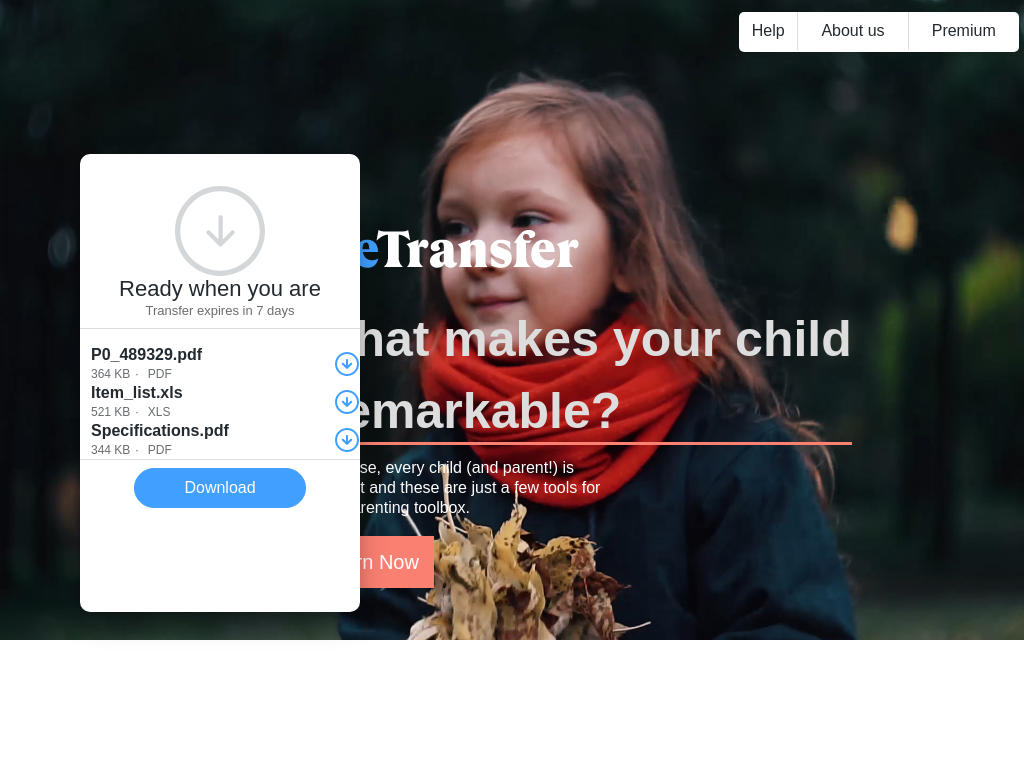 Help
About us
Premium
eTransfer
Ready when you are
Transfer expires in 7 days
hat makes your child
emarkable?
P0_489329.pdf
364 KB · PDF
Item_list.xls
521 KB · XLS
Specifications.pdf
344 KB · PDF
se, every child (and parent!) is
t and these are just a few tools for
arenting toolbox.
Download
rn Now